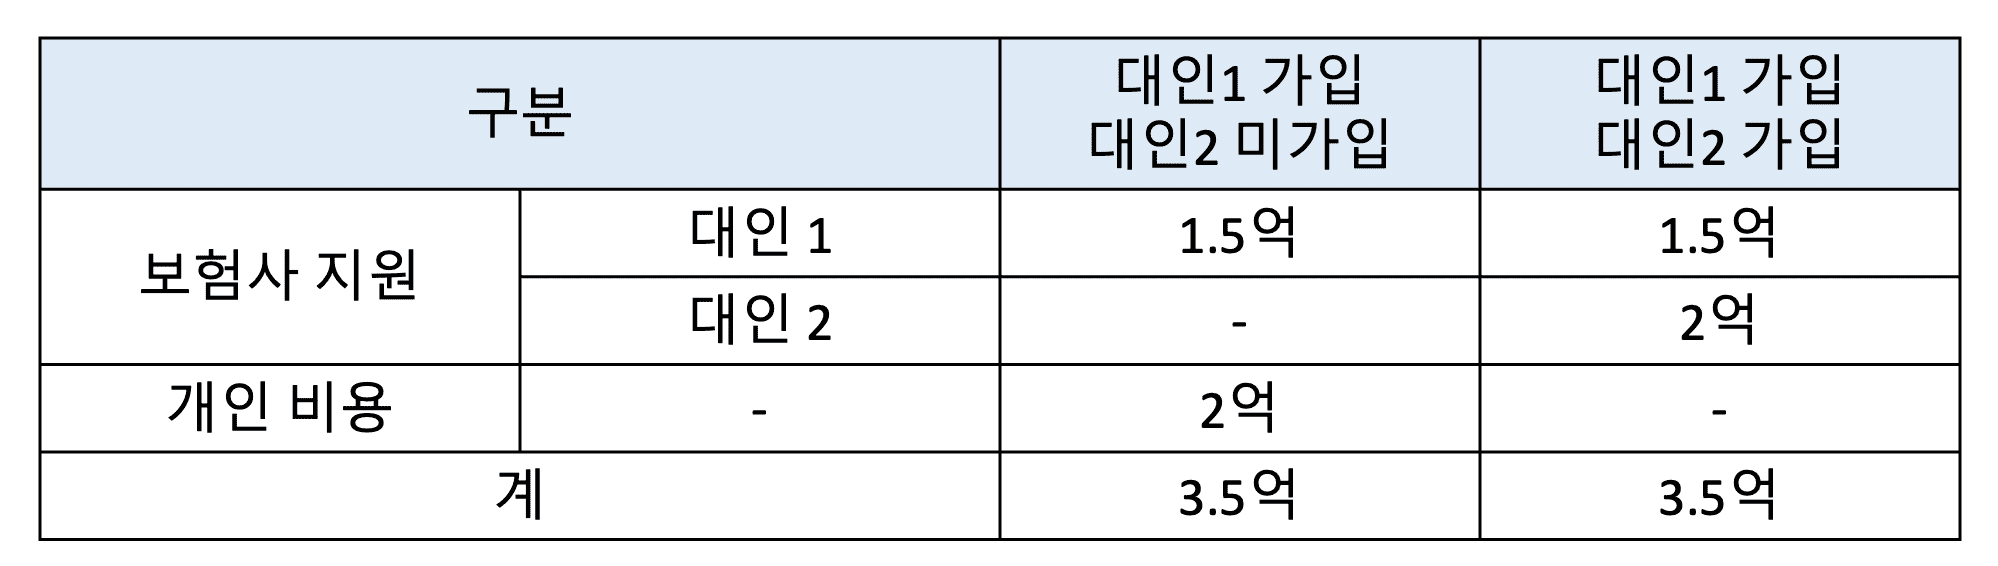 구분
대인1 가입
대인2 미가입
대인1 가입
대인2 가입
보험사 지원
대인 1
1.5억
1.5억
대인 2
-
2억
개인 비용
-
2억
-
계
3.5억
3.5억